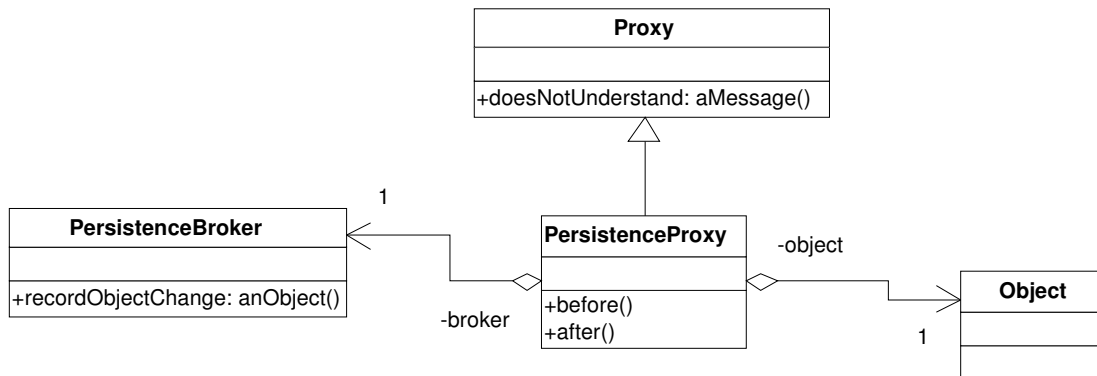 Proxy
+doesNotUnderstand: aMessage()
1
PersistenceBroker
+recordObjectChange: anObject()
-broker
PersistenceProxy
+before()
+after()
-object
1
Object